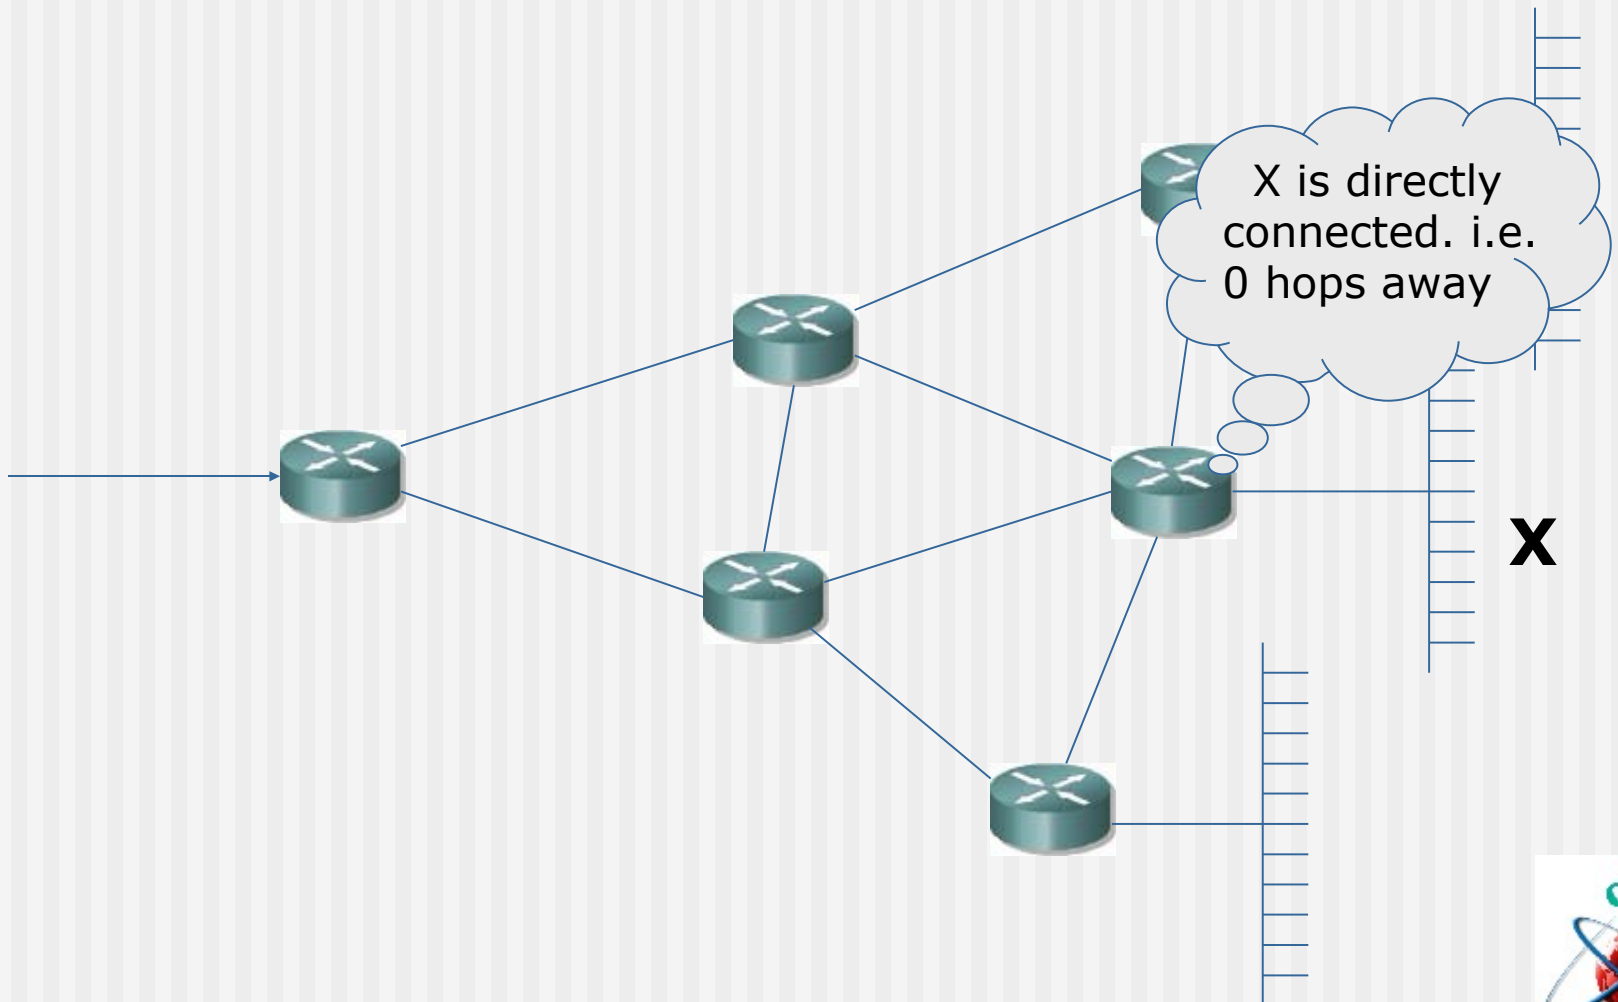 X is directly
connected. i.e.
0 hops away
X